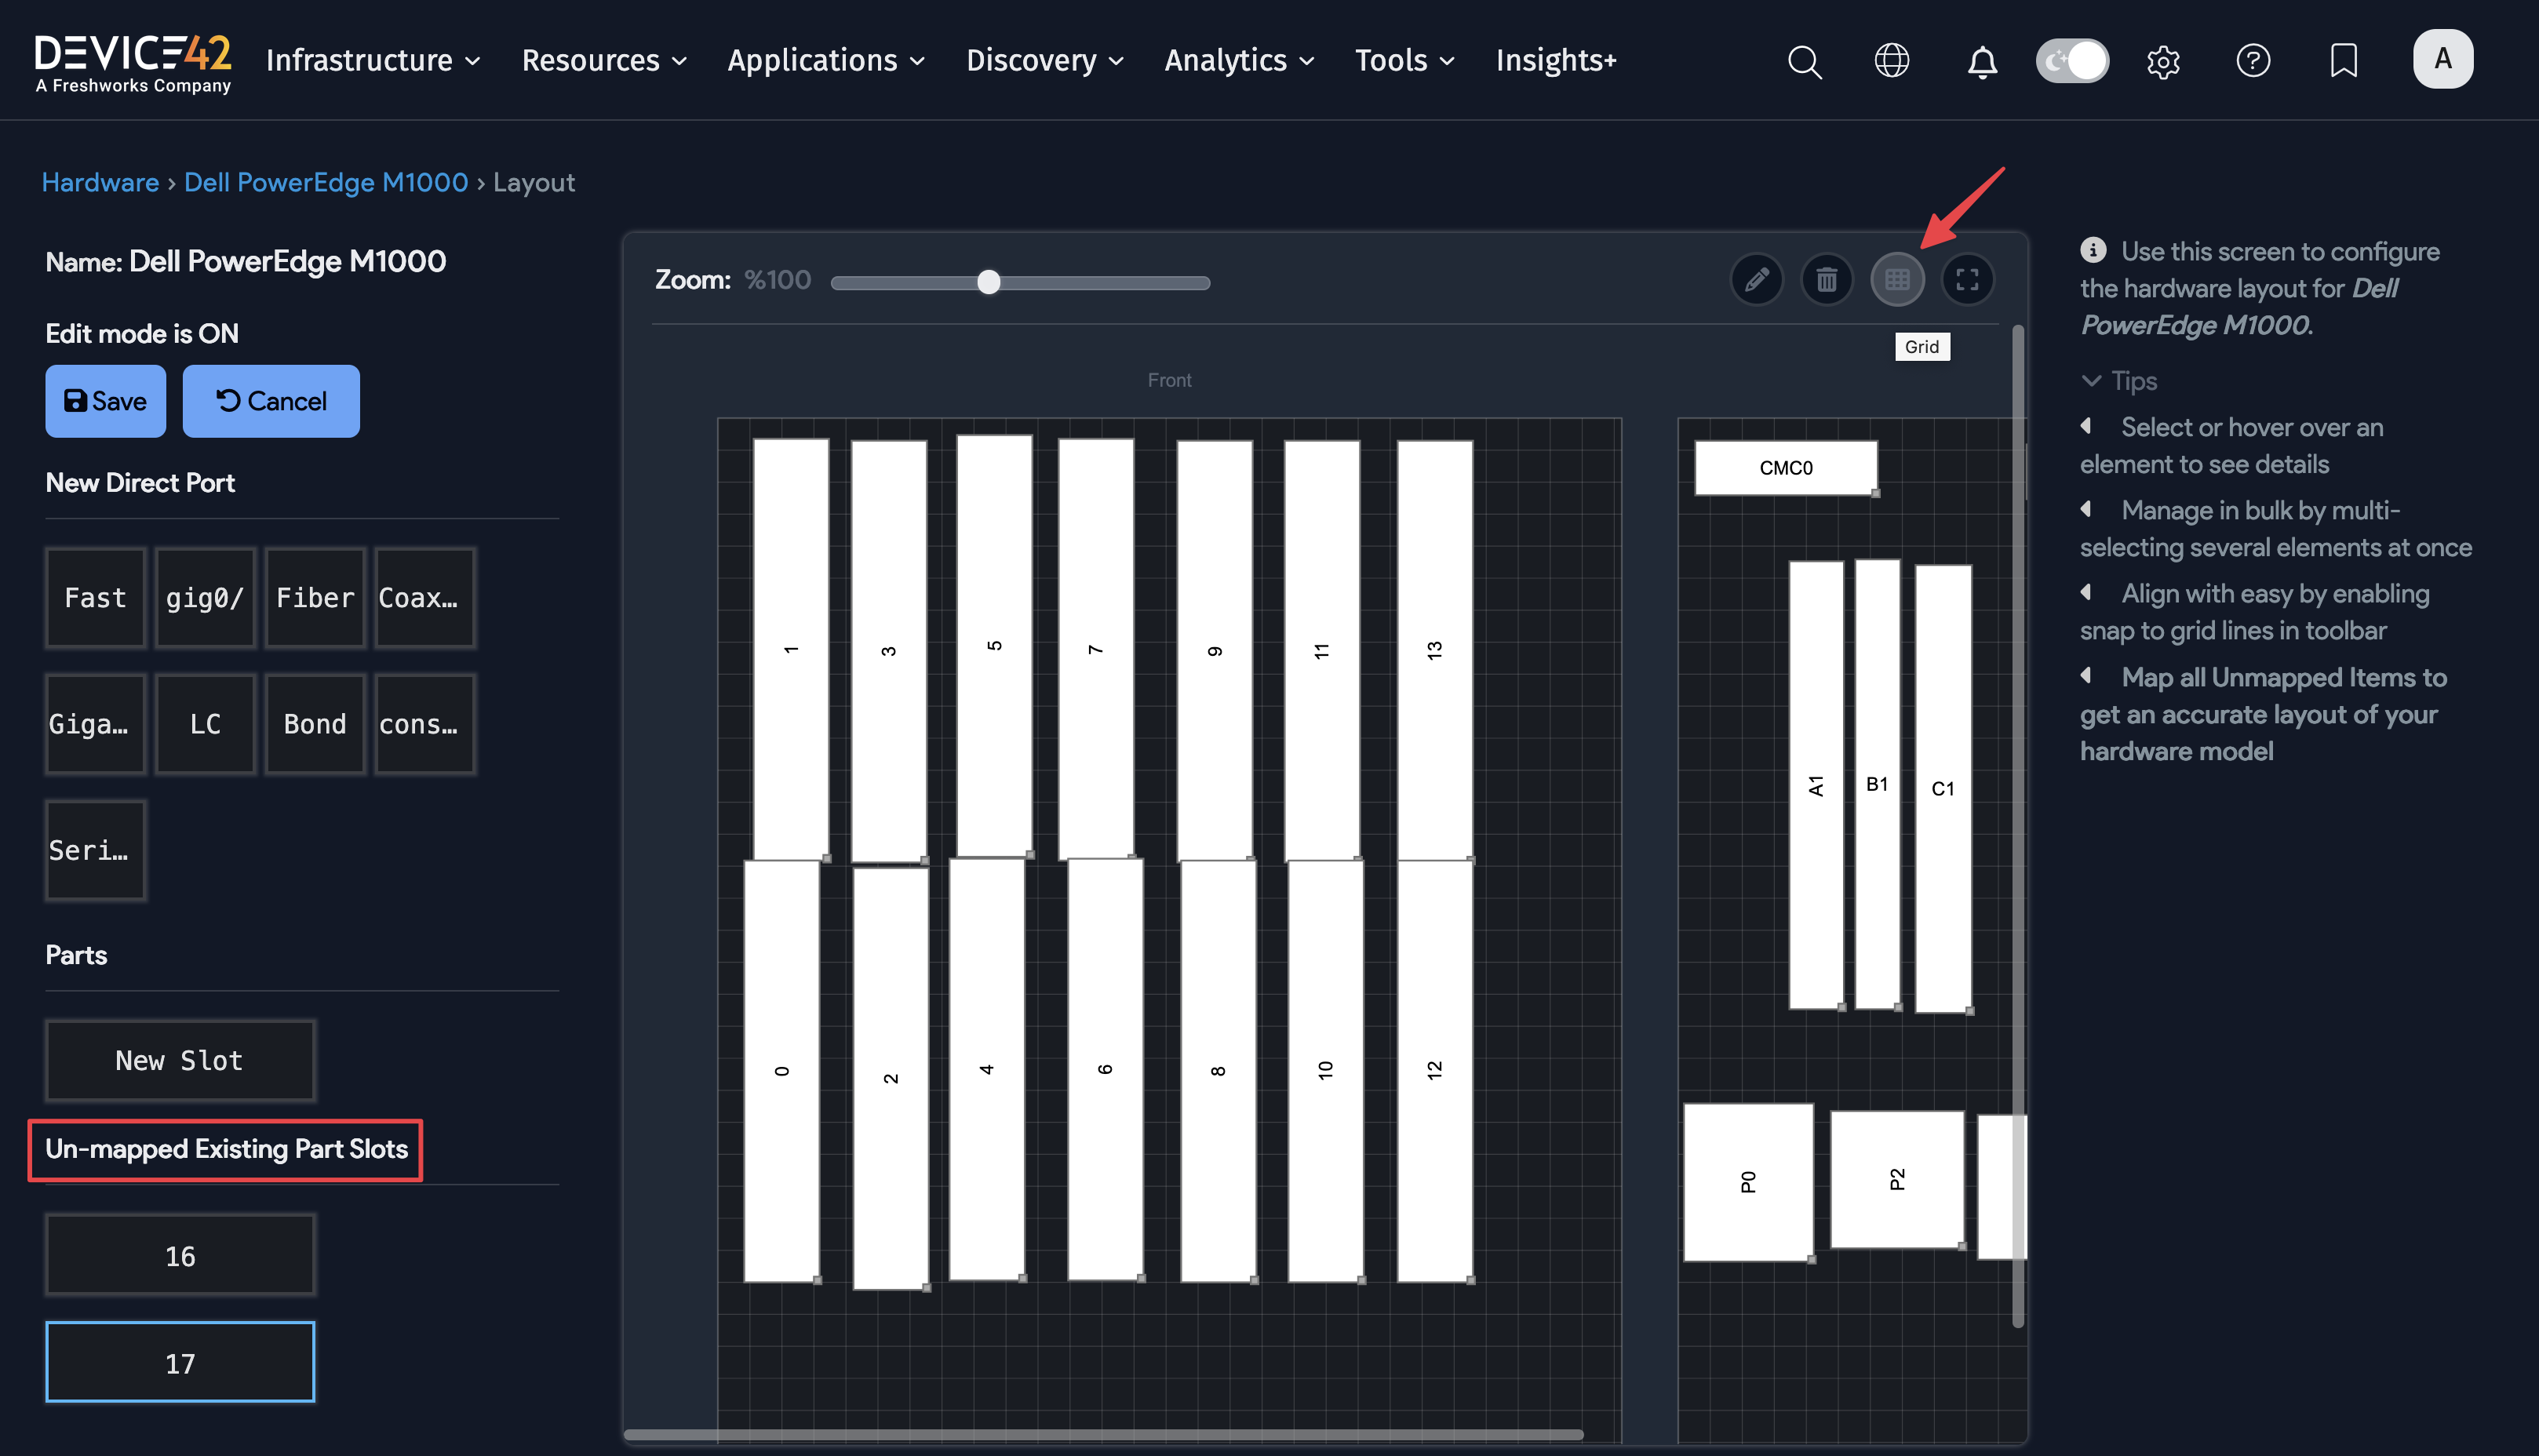 DEVICE42
A Freshworks Company
Infrastructure
Resources
Applications
Discovery
Analytics
Tools
Insights+
A
Hardware › Dell PowerEdge M1000 › Layout
Name: Dell PowerEdge M1000
Edit mode is ON
Save
Cancel
New Direct Port
Fast
gig0/
Fiber
Coax...
Giga...
LC
Bond
cons...
Seri...
Parts
New Slot
Un-mapped Existing Part Slots
16
17
Zoom: %100
Grid
Front
1
3
5
7
9
11
13
0
2
4
6
8
10
12
CMC0
A1
B1
C1
P0
P2
Use this screen to configure
the hardware layout for Dell
PowerEdge M1000.
Tips
Select or hover over an
element to see details
Manage in bulk by multi-
selecting several elements at once
Align with easy by enabling
snap to grid lines in toolbar
Map all Unmapped Items to
get an accurate layout of your
hardware model